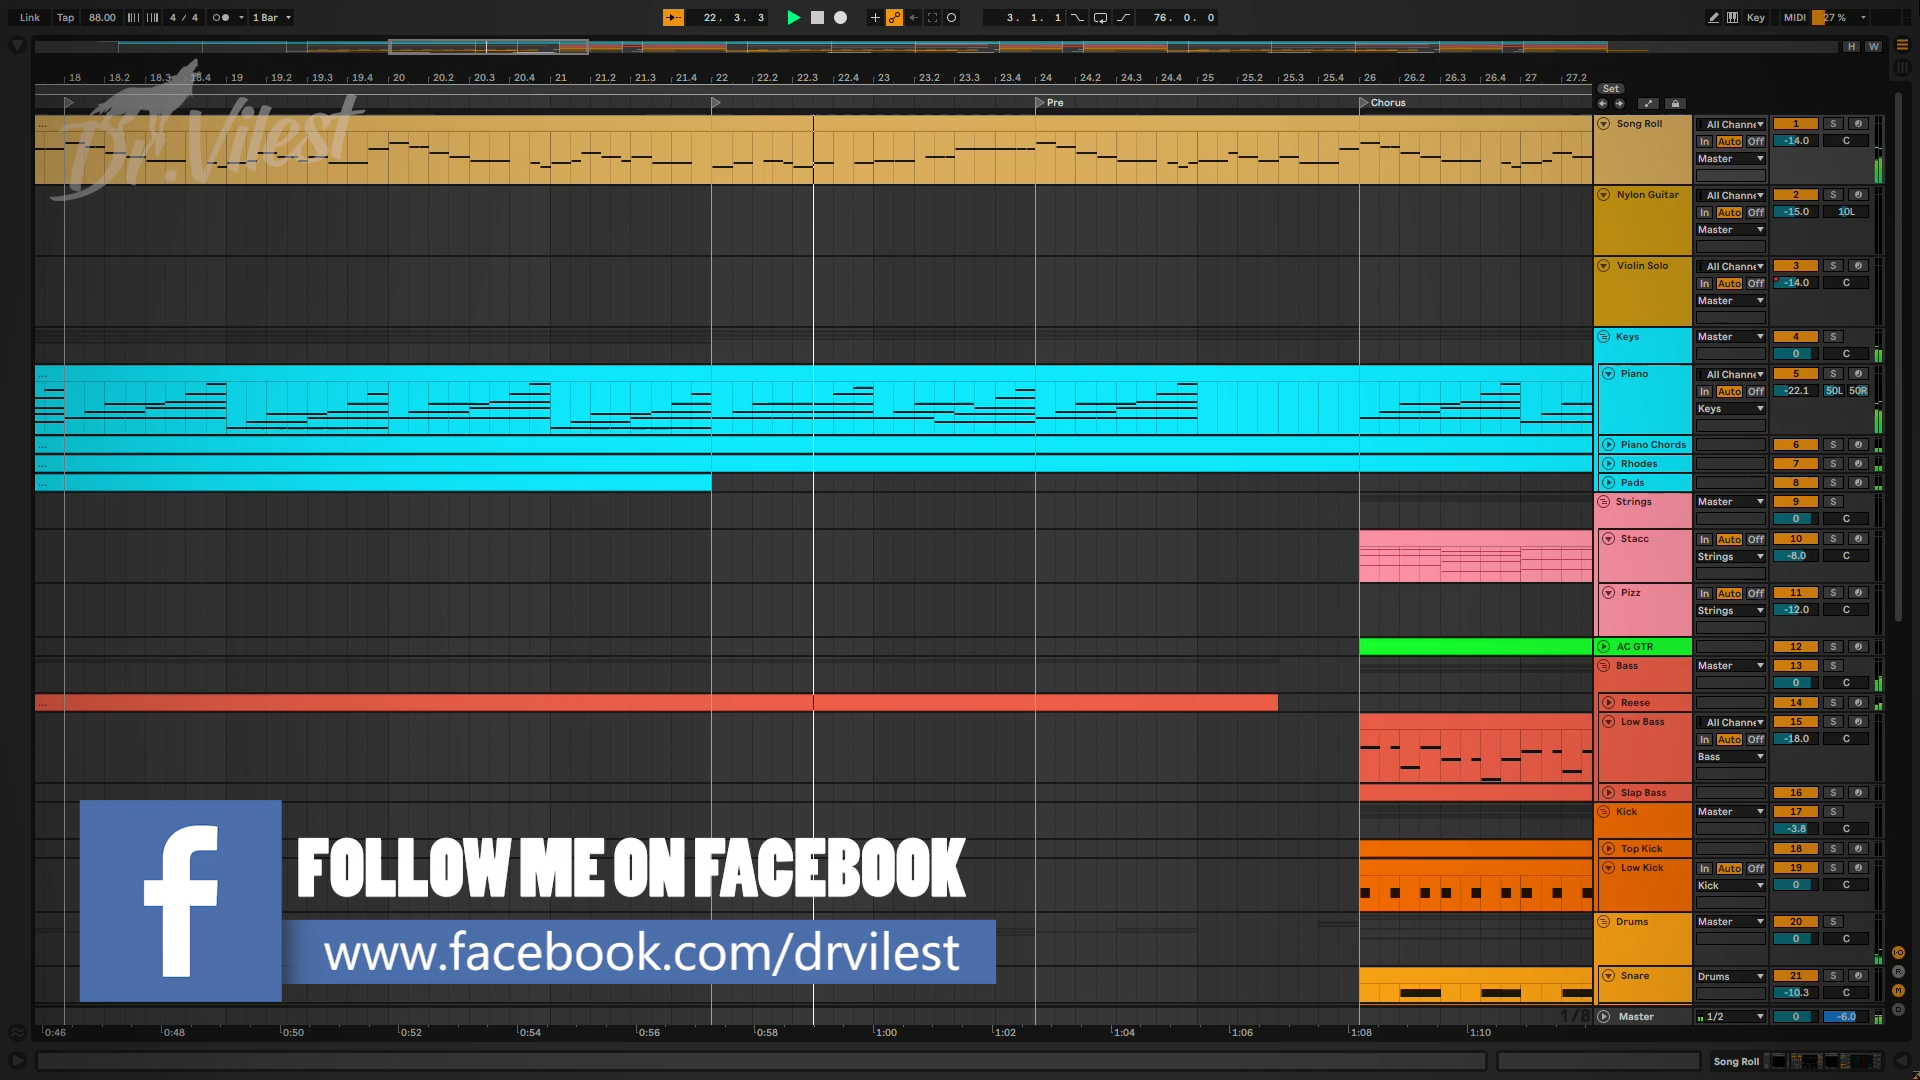 Link Tap 88.00 4 / 4 1 Bar 22. 3. 3 3. 1. 1 76. 0. 0 Key MIDI 27 %
H W
18 18.2 18.3 18.4 19 19.2 19.3 19.4 20 20.2 20.3 20.4 21 21.2 21.3 21.4 22 22.2 22.3 22.4 23 23.2 23.3 23.4 24 24.2 24.3 24.4 25 25.2 25.3 25.4 26 26.2 26.3 26.4 27 27.2
Set
Pre Chorus
Dr.Vilest
Song Roll All Channe 1 S
In Auto Off -14.0 C
Master
Nylon Guitar All Channe 2 S
In Auto Off -15.0 10L
Master
Violin Solo All Channe 3 S
In Auto Off -14.0 C
Master
Keys Master 4 S
0 C
Piano All Channe 5 S
In Auto Off -22.1 50L 50R
Keys
Piano Chords 6 S
Rhodes 7 S
Pads 8 S
Strings Master 9 S
0 C
Stacc In Auto Off 10 S
Strings -8.0 C
Pizz In Auto Off 11 S
Strings -12.0 C
AC GTR 12 S
Bass Master 13 S
0 C
Reese 14 S
Low Bass All Channe 15 S
In Auto Off -18.0 C
Bass
Slap Bass 16 S
Kick Master 17 S
-3.8 C
Top Kick 18 S
Low Kick In Auto Off 19 S
Kick 0 C
Drums Master 20 S
0 C
Snare Drums 21 S
-10.3 C
FOLLOW ME ON FACEBOOK
www.facebook.com/drvilest
1/8 Master 1/2 0 -6.0
0:46 0:48 0:50 0:52 0:54 0:56 0:58 1:00 1:02 1:04 1:06 1:08 1:10
Song Roll